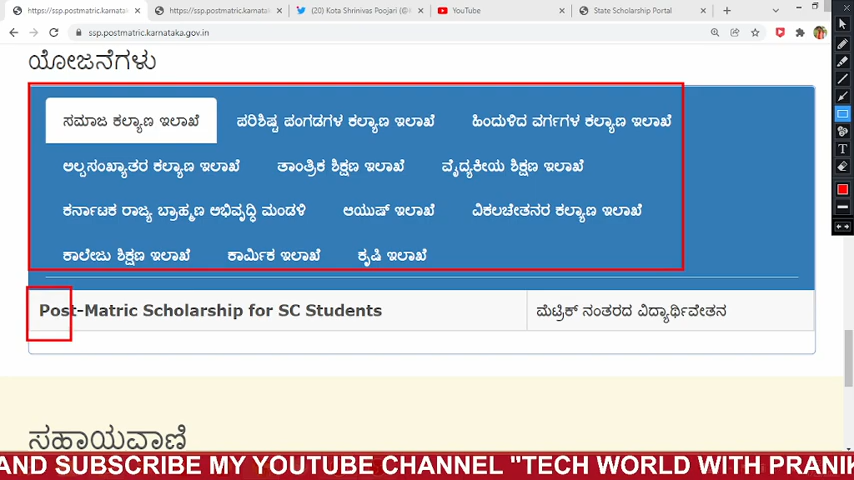 https://ssp.postmatric.karnatak
https://ssp.postmatric.karnatak
(20) Kota Shrinivas Poojari (@
YouTube
State Scholarship Portal
ssp.postmatric.karnataka.gov.in
ಯೋಜನೆಗಳು
ಸಮಾಜ ಕಲ್ಯಾಣ ಇಲಾಖೆ ಪರಿಶಿಷ್ಟ ಪಂಗಡಗಳ ಕಲ್ಯಾಣ ಇಲಾಖೆ ಹಿಂದುಳಿದ ವರ್ಗಗಳ ಕಲ್ಯಾಣ ಇಲಾಖೆ
ಅಲ್ಪಸಂಖ್ಯಾತರ ಕಲ್ಯಾಣ ಇಲಾಖೆ ತಾಂತ್ರಿಕ ಶಿಕ್ಷಣ ಇಲಾಖೆ ವೈದ್ಯಕೀಯ ಶಿಕ್ಷಣ ಇಲಾಖೆ
ಕರ್ನಾಟಕ ರಾಜ್ಯ ಬ್ರಾಹ್ಮಣ ಅಭಿವೃದ್ಧಿ ಮಂಡಳಿ ಆಯುಷ್ ಇಲಾಖೆ ವಿಕಲಚೇತನರ ಕಲ್ಯಾಣ ಇಲಾಖೆ
ಕಾಲೇಜು ಶಿಕ್ಷಣ ಇಲಾಖೆ ಕಾರ್ಮಿಕ ಇಲಾಖೆ ಕೃಷಿ ಇಲಾಖೆ
Post-Matric Scholarship for SC Students ಮೆಟ್ರಿಕ್ ನಂತರದ ವಿದ್ಯಾರ್ಥಿವೇತನ
ಸಹಾಯವಾಣಿ
AND SUBSCRIBE MY YOUTUBE CHANNEL "TECH WORLD WITH PRANIK